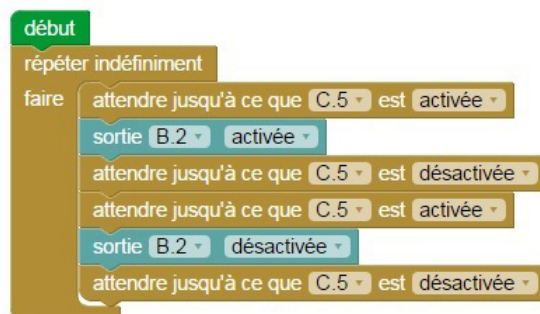 début
répéter indéfiniment
faire attendre jusqu'à ce que C.5 est activée
sortie B.2 activée
attendre jusqu'à ce que C.5 est désactivée
attendre jusqu'à ce que C.5 est activée
sortie B.2 désactivée
attendre jusqu'à ce que C.5 est désactivée